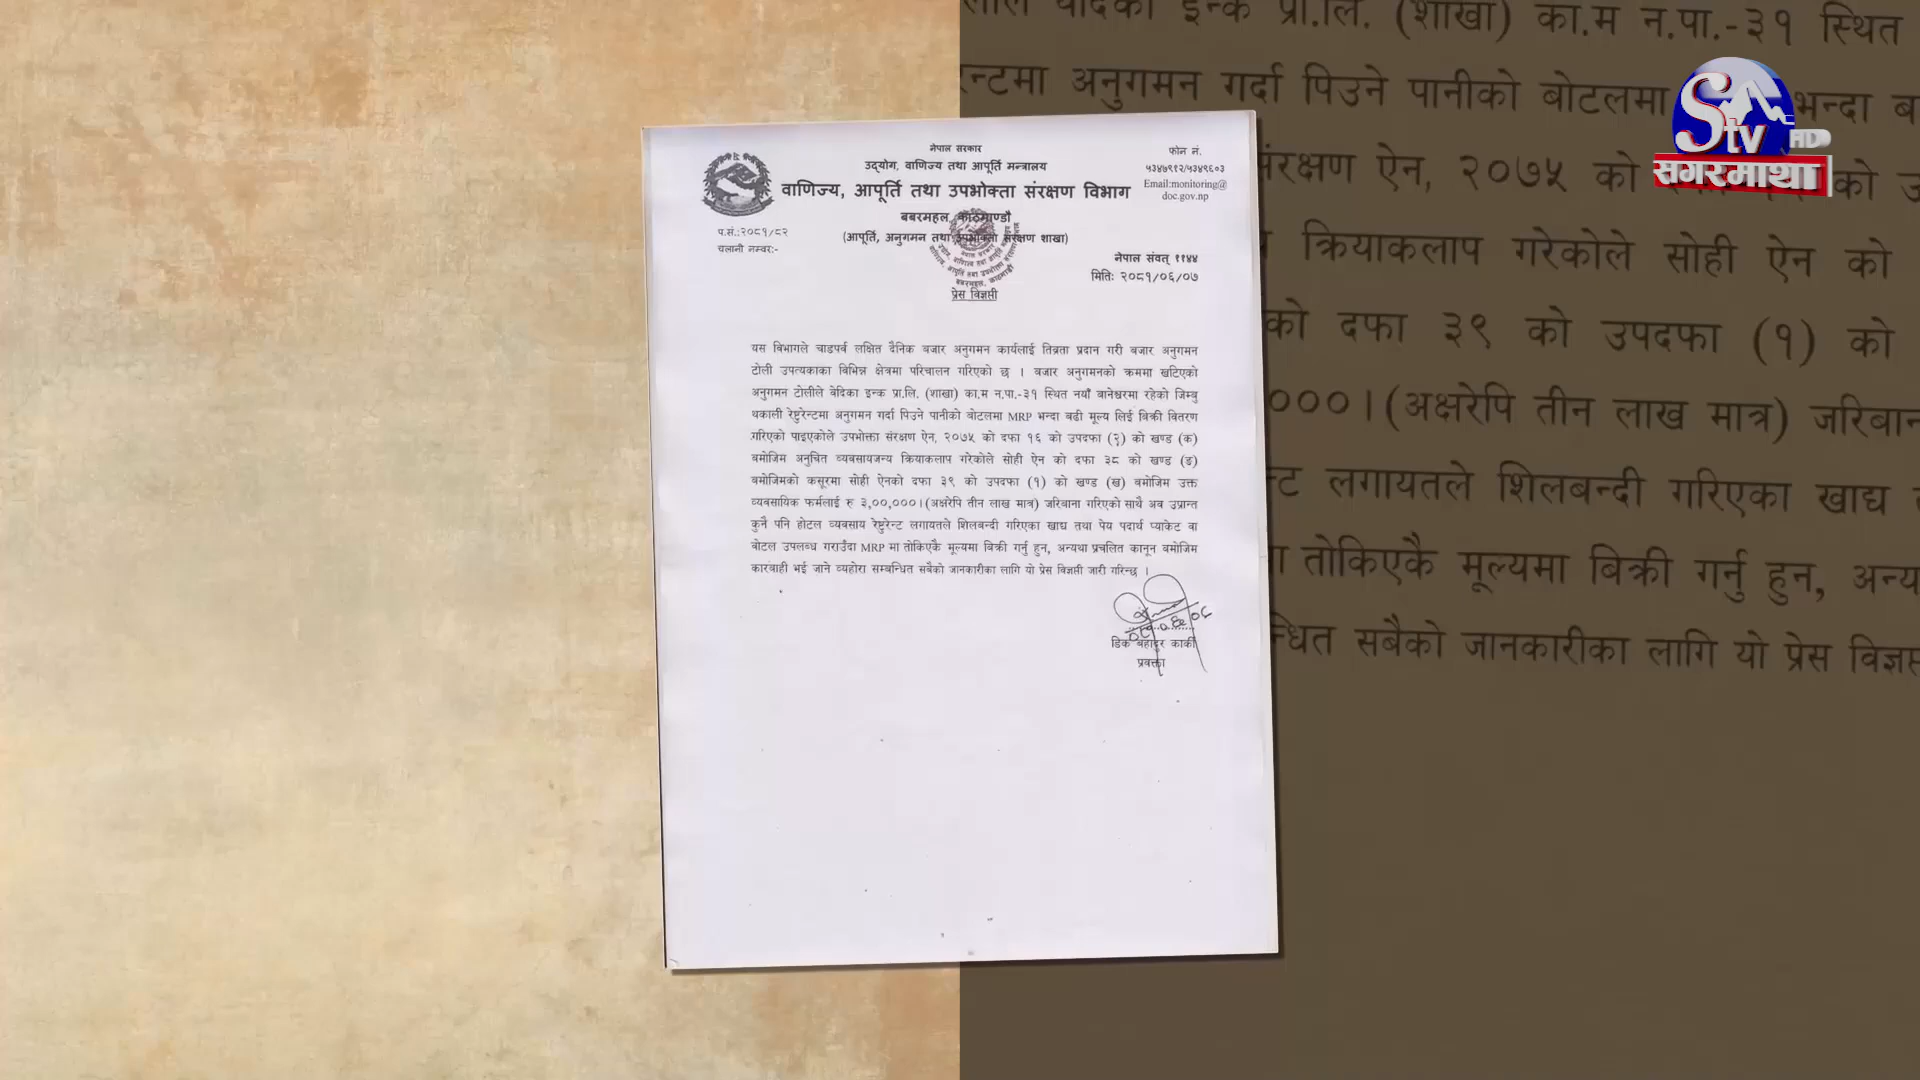 नेपाल सरकार
उद्योग, वाणिज्य तथा आपूर्ति मन्त्रालय
वाणिज्य, आपूर्ति तथा उपभोक्ता संरक्षण विभाग
बबरमहल, काठमाण्डौ
(आपूर्ति, अनुगमन तथा उपभोक्ता संरक्षण शाखा)
फोन नं.
५३४७९१२/५३४९६०३
Email:monitoring@
doc.gov.np
प.सं.:२०८१/८२
चलानी नम्बर:-
नेपाल संवत् ११४४
मिति: २०८१/०६/०७
प्रेस विज्ञप्ती
यस विभागले चाडपर्व लक्षित दैनिक बजार अनुगमन कार्यलाई तिव्रता प्रदान गरी बजार अनुगमन
टोली उपत्यकाका विभिन्न क्षेत्रमा परिचालन गरिएको छ । बजार अनुगमनको क्रममा खटिएको
अनुगमन टोलीले वेदिका इन्क प्रा.लि. (शाखा) का.म न.पा.-३१ स्थित नयाँ वानेश्वरमा रहेको जिम्बु
थकाली रेष्टुरेन्टमा अनुगमन गर्दा पिउने पानीको बोटलमा MRP भन्दा बढी मूल्य लिई बिक्री वितरण
गरिएको पाइएकोले उपभोक्ता संरक्षण ऐन, २०७५ को दफा १६ को उपदफा (२) को खण्ड (क)
बमोजिम अनुचित व्यवसायजन्य क्रियाकलाप गरेकोले सोही ऐन को दफा ३८ को खण्ड (ङ)
बमोजिमको कसूरमा सोही ऐनको दफा ३९ को उपदफा (१) को खण्ड (ख) बमोजिम उक्त
व्यवसायिक फर्मलाई रु ३,००,०००।(अक्षरेपि तीन लाख मात्र) जरिबाना गरिएको साथै अब उप्रान्त
कुनै पनि होटल व्यवसाय रेष्टुरेन्ट लगायतले शिलबन्दी गरिएका खाद्य तथा पेय पदार्थ प्याकेट वा
बोटल उपलब्ध गराउँदा MRP मा तोकिएकै मूल्यमा बिक्री गर्नु हुन, अन्यथा प्रचलित कानून बमोजिम
कारवाही भई जाने व्यहोरा सम्बन्धित सबैको जानकारीका लागि यो प्रेस विज्ञप्ती जारी गरिन्छ ।
डिक बहादुर कार्की
प्रवक्ता
इन्क प्रा.लि. (शाखा) का.म न.पा.-३१ स्थित
अनुगमन गर्दा पिउने पानीको बोटलमा भन्दा
संरक्षण ऐन, २०७५ को को
क्रियाकलाप गरेकोले सोही ऐन को
को दफा ३९ को उपदफा (१) को
०००।(अक्षरेपि तीन लाख मात्र) जरिबान
लगायतले शिलबन्दी गरिएका खाद्य
तोकिएकै मूल्यमा बिक्री गर्नु हुन, अन्य
सबैको जानकारीका लागि यो प्रेस
Stv HD
सगरमाथा